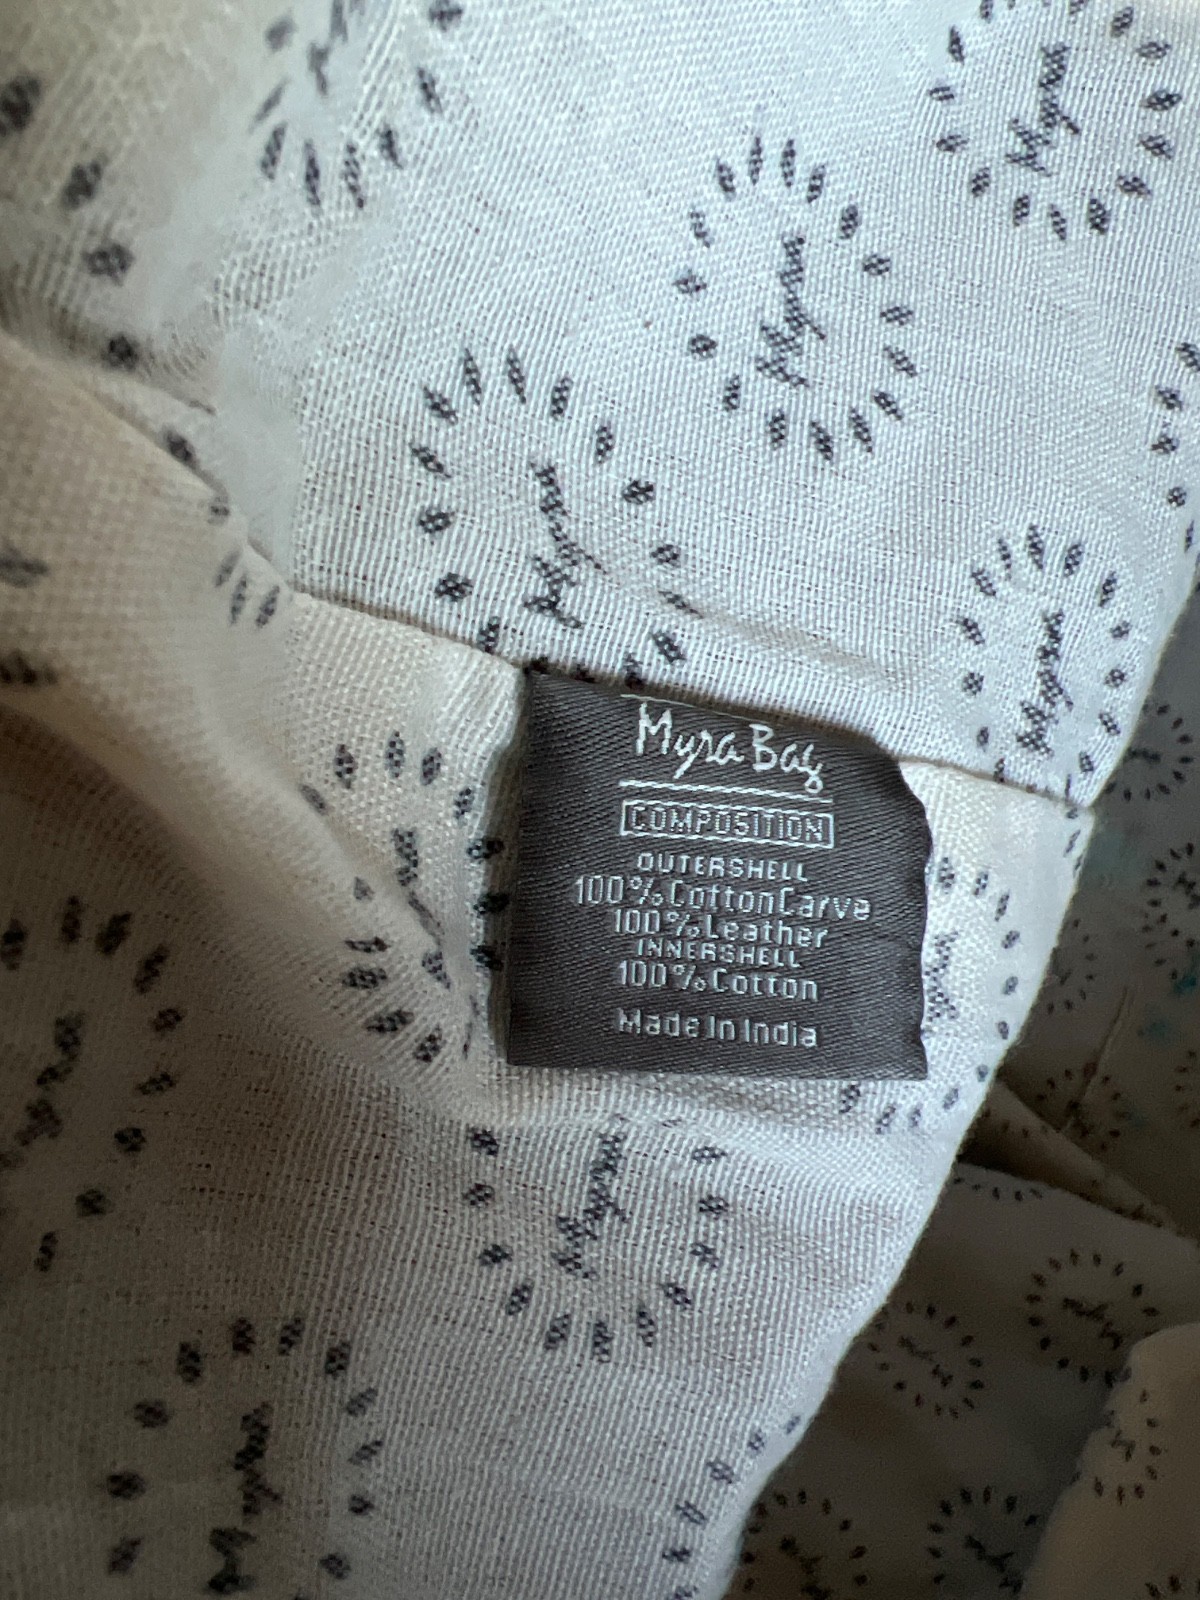 Myra Bag
COMPOSITION
OUTERSHELL
100% Cotton Carve
100% Leather
INNERSHELL
100% Cotton
Made In India